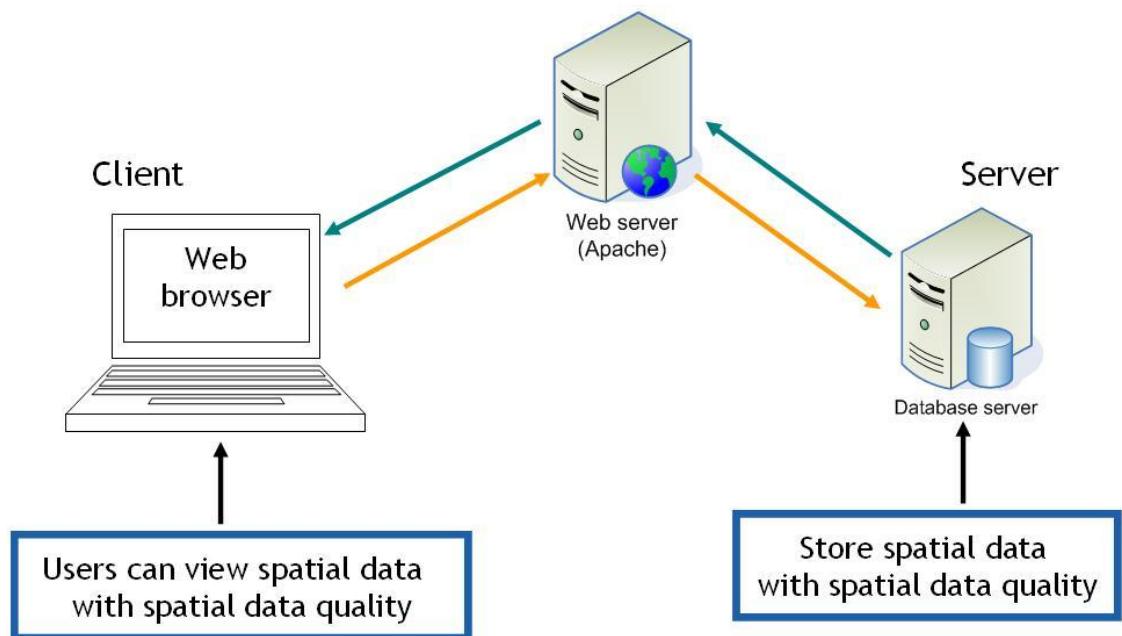 Client
Server
Web
browser
Web server
(Apache)
Database server
Users can view spatial data
with spatial data quality
Store spatial data
with spatial data quality